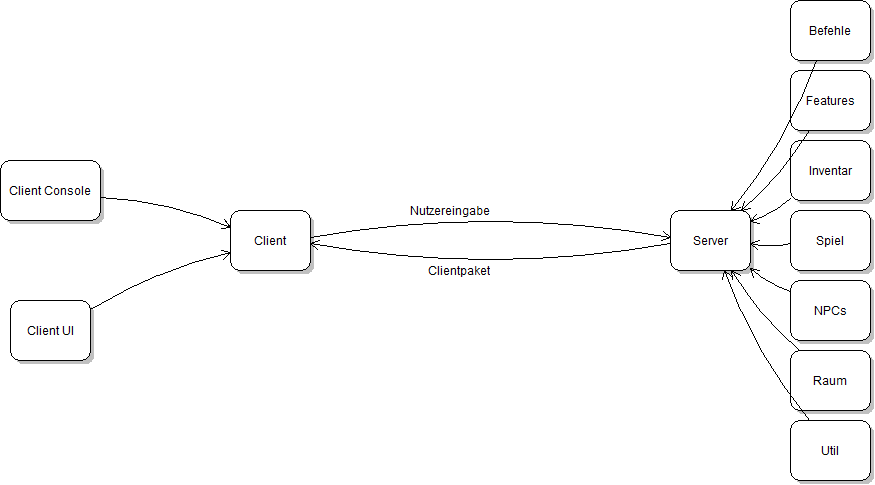 Befehle
Features
Client Console
Inventar
Nutzereingabe
Client
Server
Spiel
Clientpaket
Client UI
NPCs
Raum
Util